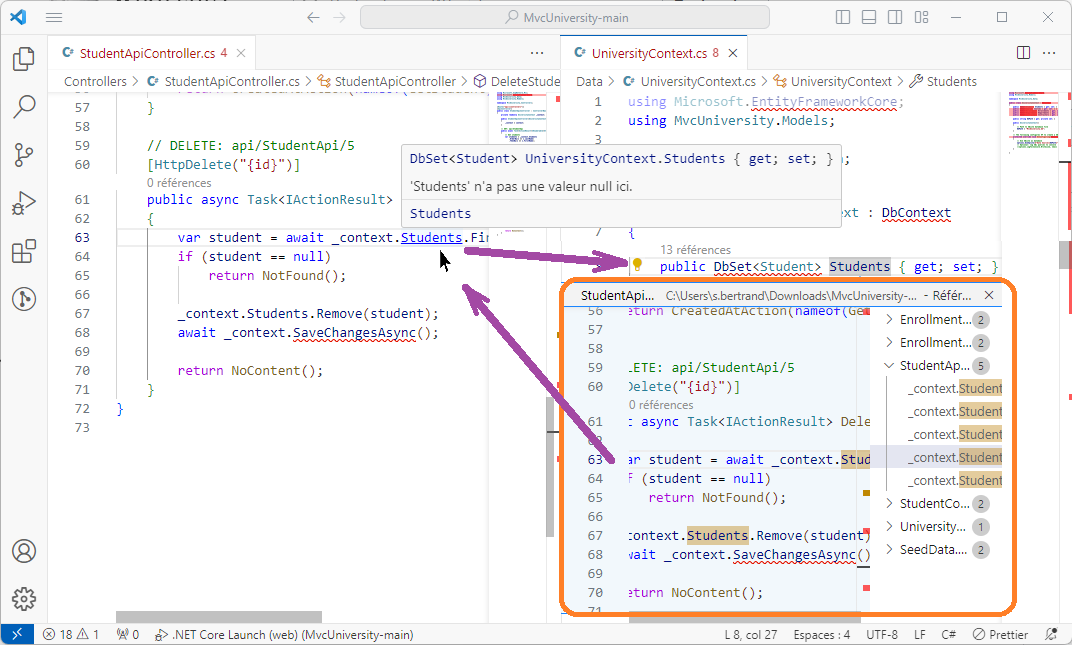 MvcUniversity-main
StudentApiController.cs 4
Controllers > StudentApiController.cs > StudentApiController > DeleteStude
57 }
58
59 // DELETE: api/StudentApi/5
60 [HttpDelete("{id}")]
0 références
61 public async Task<IActionResult>
62 {
63 var student = await _context.Students.Fi
64 if (student == null)
65 return NotFound();
66
67 _context.Students.Remove(student);
68 await _context.SaveChangesAsync();
69
70 return NoContent();
71 }
72 }
73
UniversityContext.cs 8
Data > UniversityContext.cs > UniversityContext > Students
1 using Microsoft.EntityFrameworkCore;
2 using MvcUniversity.Models;
3
DbSet<Student> UniversityContext.Students { get; set; } ;
'Students' n'a pas une valeur null ici.
Students
xt : DbContext
7 {
13 références
public DbSet<Student> Students { get; set; }
StudentApi... C:\Users\s.bertrand\Downloads\MvcUniversity-... - Référ...
56 eturn CreatedAtAction(nameof(Ge
57
58
59 LETE: api/StudentApi/5
60 Delete("{id}")]
0 références
61 c async Task<IActionResult> Dele
63 ar student = await _context.Stud
64 f (student == null)
65 return NotFound();
66
67 context.Students.Remove(student)
68 wait _context.SaveChangesAsync()
69
70 eturn NoContent();
71
Enrollment... 2
Enrollment... 2
StudentAp... 5
_context.Student
_context.Student
_context.Student
_context.Student
_context.Student
StudentCo... 2
University... 1
SeedData.... 2
18 1 0 .NET Core Launch (web) (MvcUniversity-main) L 8, col 27 Espaces : 4 UTF-8 LF C# Prettier